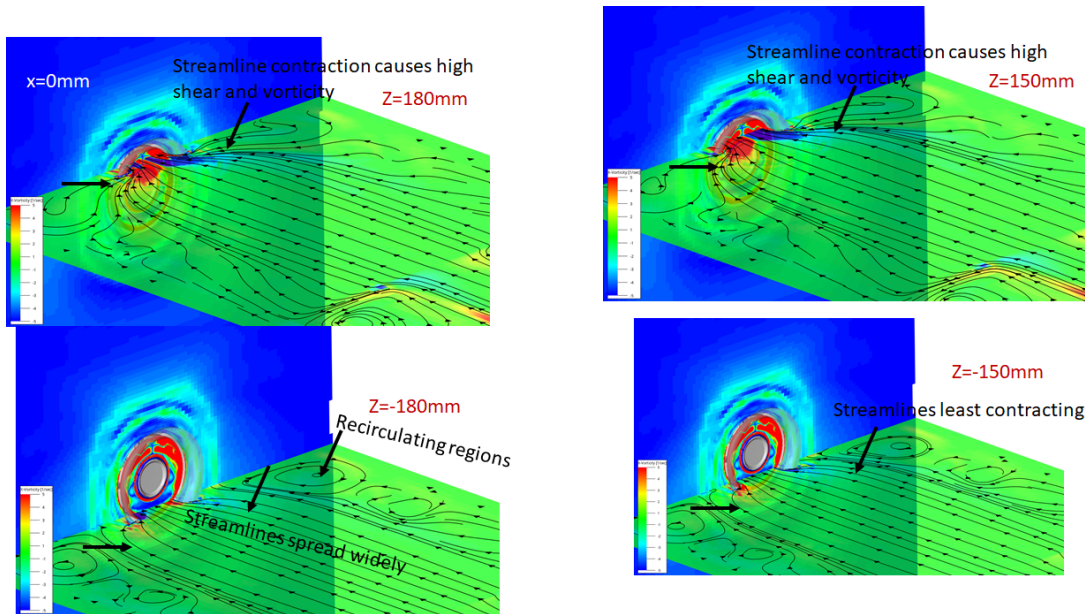 x=0mm
Streamline contraction causes high
shear and vorticity
Z=180mm
Streamline contraction causes high
shear and vorticity
Z=150mm
Z=-180mm
Recirculating regions
Streamlines spread widely
Z=-150mm
Streamlines least contracting